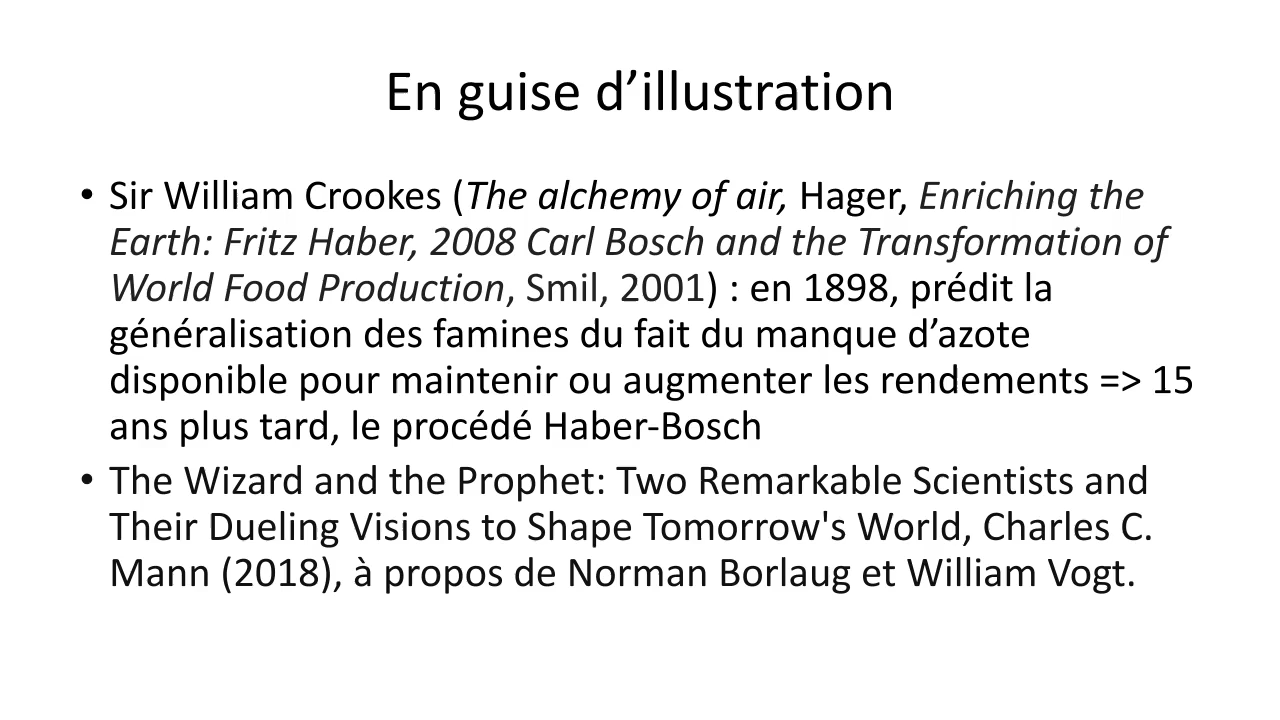 En guise d’illustration
• Sir William Crookes (The alchemy of air, Hager, Enriching the
Earth: Fritz Haber, 2008 Carl Bosch and the Transformation of
World Food Production, Smil, 2001) : en 1898, prédit la
généralisation des famines du fait du manque d’azote
disponible pour maintenir ou augmenter les rendements => 15
ans plus tard, le procédé Haber-Bosch
• The Wizard and the Prophet: Two Remarkable Scientists and
Their Dueling Visions to Shape Tomorrow's World, Charles C.
Mann (2018), à propos de Norman Borlaug et William Vogt.